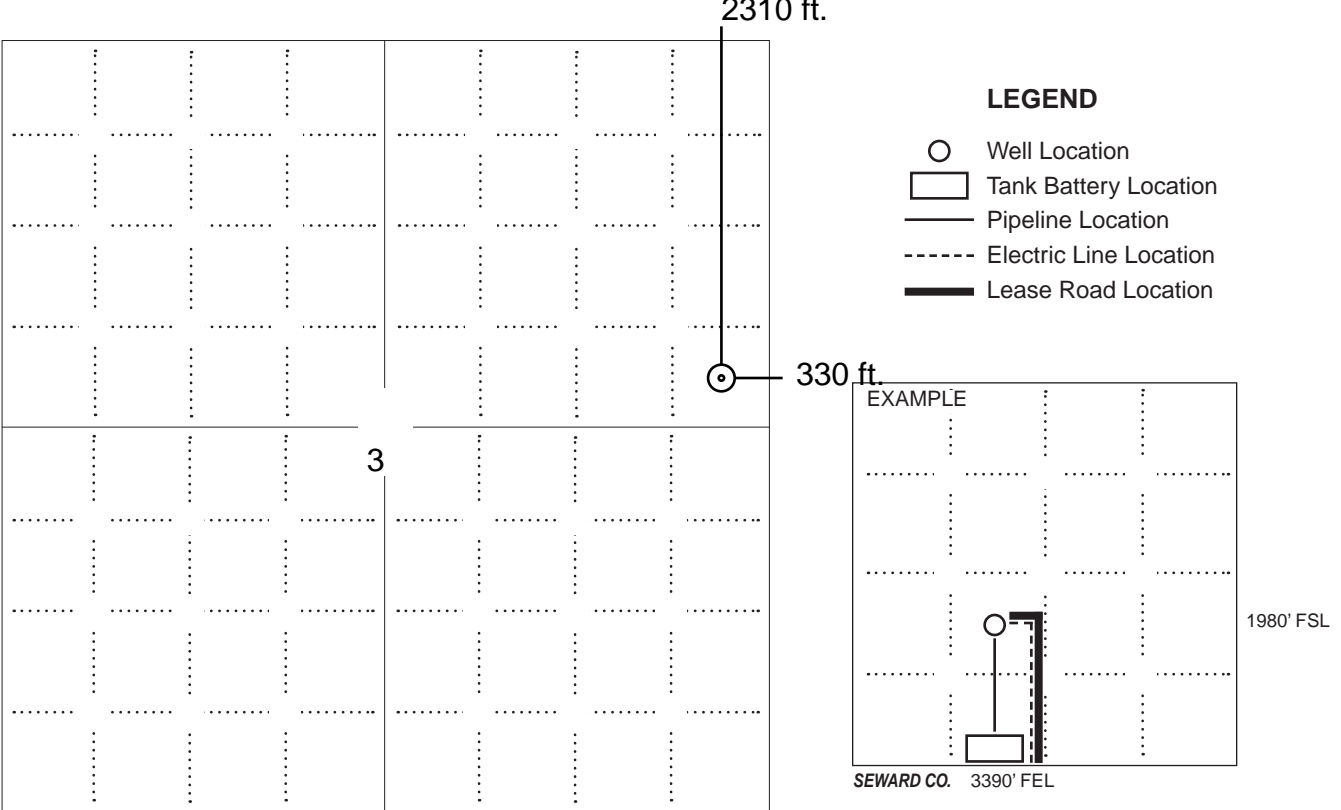 2310 ft.
LEGEND
Well Location
Tank Battery Location
Pipeline Location
Electric Line Location
Lease Road Location
330 ft.
EXAMPLE
3
1980’ FSL
SEWARD CO. 3390’ FEL